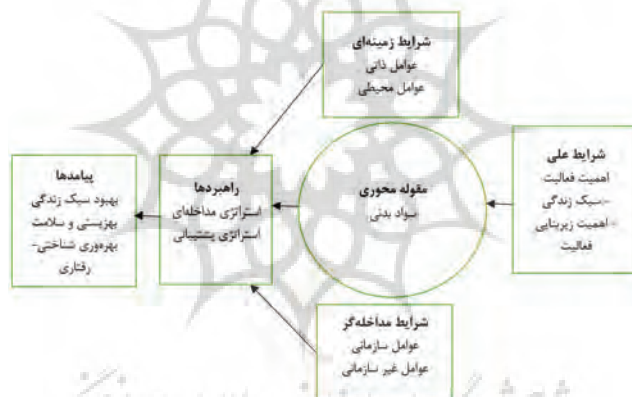 شرایط زمینه‌ای
عوامل ذاتی
عوامل محیطی
شرایط علی
اهمیت فعالیت
-سبک زندگی
-اهمیت زیربنایی
فعالیت
مقوله محوری
سواد بدنی
راهبردها
استراتژی مداخله‌ای
استراتژی پشتیبانی
پیامدها
بهبود سبک زندگی
بهزیستی و سلامت
بهره‌وری شناختی-
رفتاری
شرایط مداخله‌گر
عوامل سازمانی
عوامل غیر سازمانی